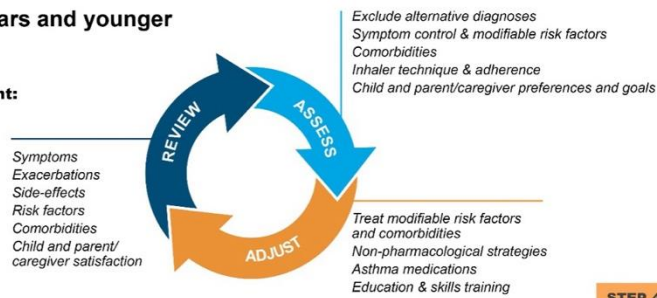 ars and younger
nt:
REVIEW
ASSESS
ADJUST
Exclude alternative diagnoses
Symptom control & modifiable risk factors
Comorbidities
Inhaler technique & adherence
Child and parent/caregiver preferences and goals
Symptoms
Exacerbations
Side-effects
Risk factors
Comorbidities
Child and parent/
caregiver satisfaction
Treat modifiable risk factors
and comorbidities
Non-pharmacological strategies
Asthma medications
Education & skills training
STEP